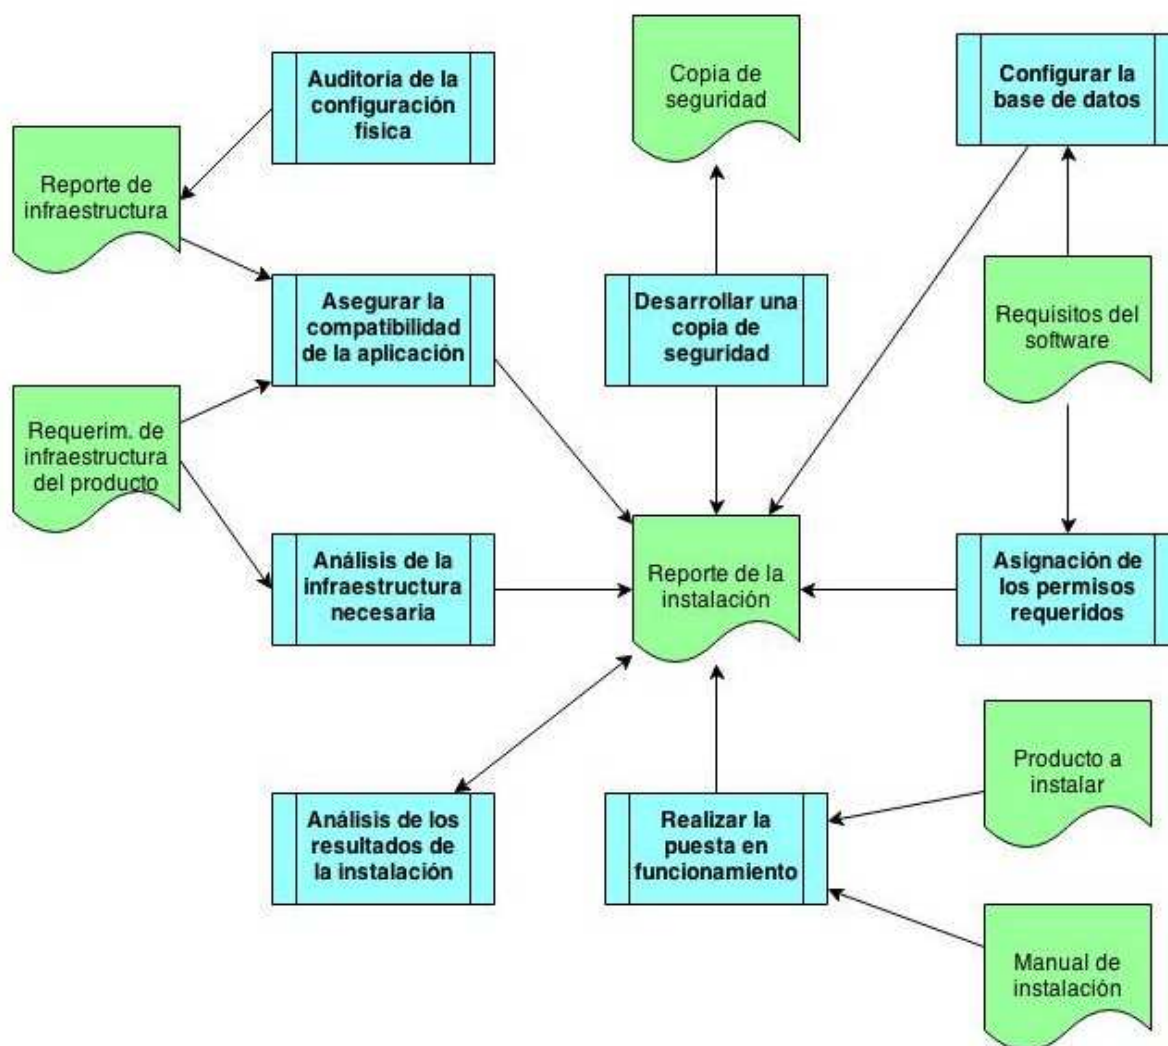 Auditoría de la
configuración
física
Copia de
seguridad
Configurar la
base de datos
Reporte de
infraestructura
Asegurar la
compatibilidad
de la aplicación
Desarrollar una
copia de
seguridad
Requisitos del
software
Requerim. de
infraestructura
del producto
Análisis de la
infraestructura
necesaria
Reporte de la
instalación
Asignación de
los permisos
requeridos
Análisis de los
resultados de
la instalación
Realizar la
puesta en
funcionamiento
Producto a
instalar
Manual de
instalación